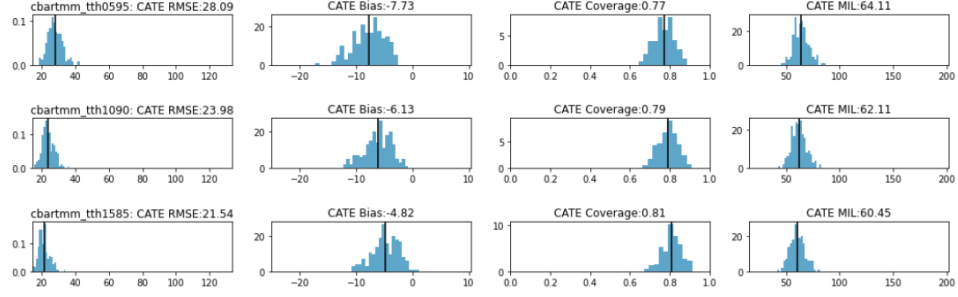 cbartmm_tth0595: CATE RMSE:28.09 CATE Bias:-7.73 CATE Coverage:0.77 CATE MIL:64.11
0.1 20 5 20
0.0 0 0 0
20 40 60 80 100 120 −20 −10 0 10 0.0 0.2 0.4 0.6 0.8 1.0 50 100 150 200
cbartmm_tth1090: CATE RMSE:23.98 CATE Bias:-6.13 CATE Coverage:0.79 CATE MIL:62.11
0.1 20 5 20
0.0 0 0 0
20 40 60 80 100 120 −20 −10 0 10 0.0 0.2 0.4 0.6 0.8 1.0 50 100 150 200
cbartmm_tth1585: CATE RMSE:21.54 CATE Bias:-4.82 CATE Coverage:0.81 CATE MIL:60.45
0.1 20 10 20
0.0 0 5 0
0
20 40 60 80 100 120 −20 −10 0 10 0.0 0.2 0.4 0.6 0.8 1.0 50 100 150 200